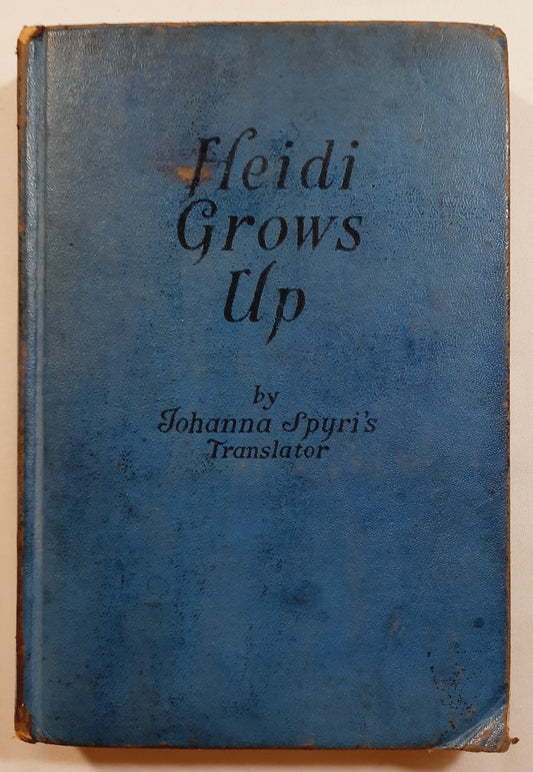 Heidi
Grows
Up
by
Johanna Spyri's
Translator